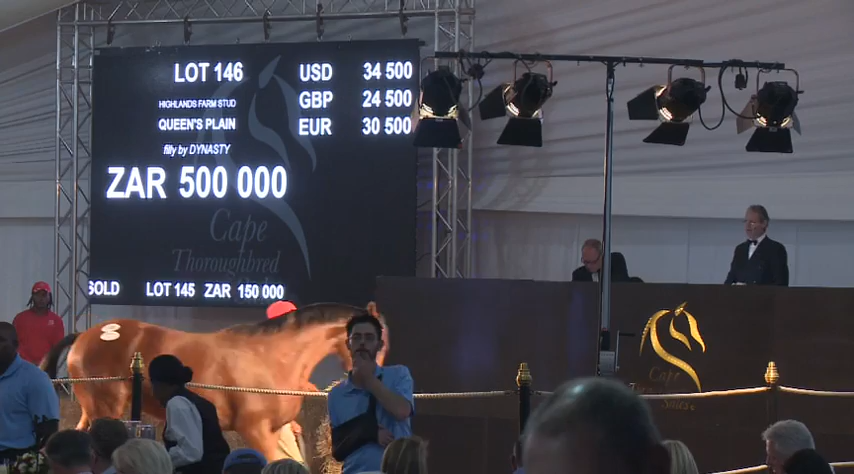 LOT 146
USD 34 500
HIGHLANDS FARM STUD
GBP 24 500
QUEEN'S PLAIN
EUR 30 500
filly by DYNASTY
ZAR 500 000
Cape
Thoroughbred
SOLD LOT 145 ZAR 150 000
Cape